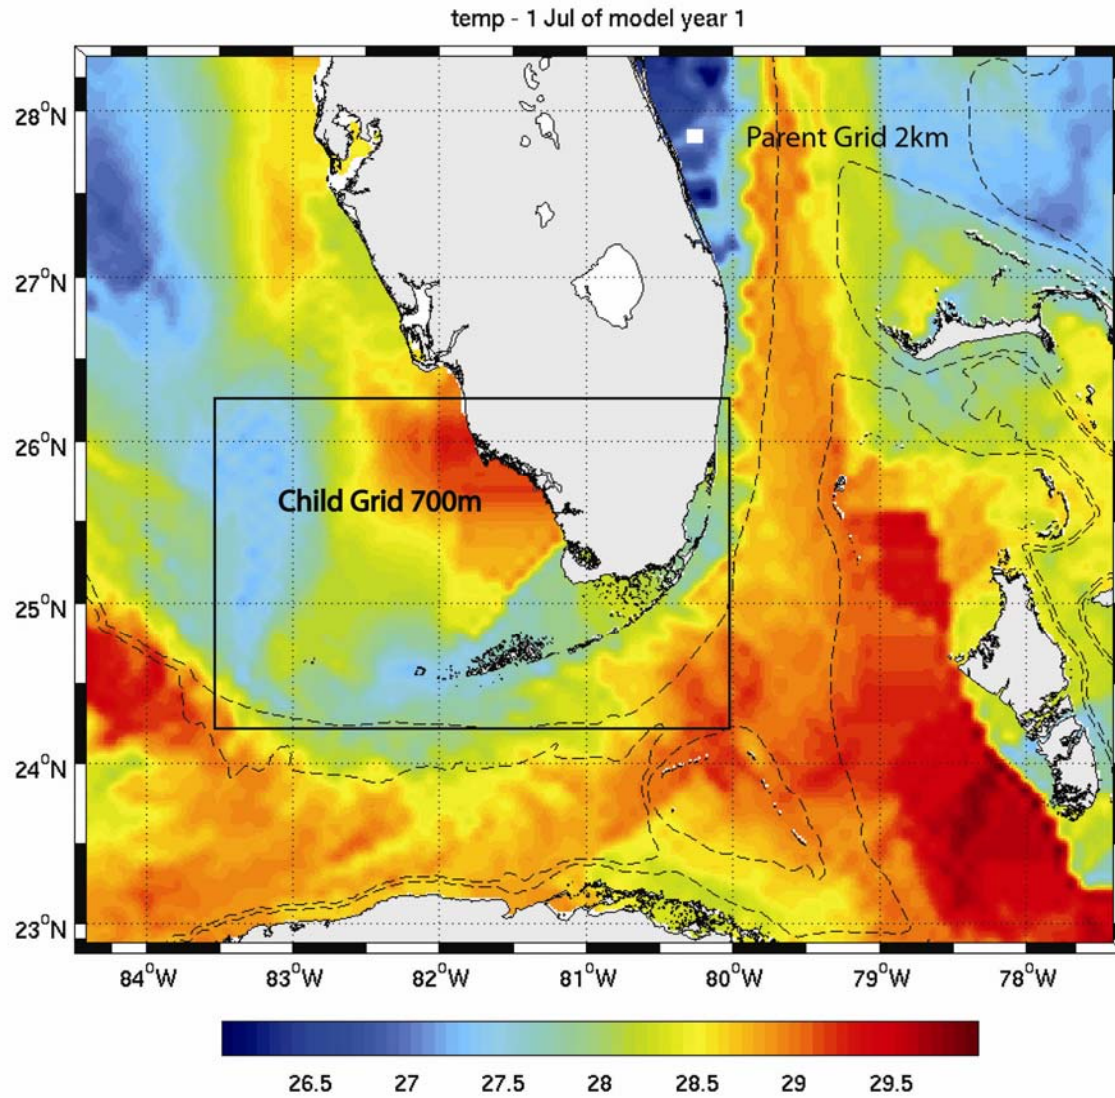 temp - 1 Jul of model year 1
28°N
Parent Grid 2km
27°N
26°N
Child Grid 700m
25°N
24°N
23°N
84°W 83°W 82°W 81°W 80°W 79°W 78°W
26.5 27 27.5 28 28.5 29 29.5